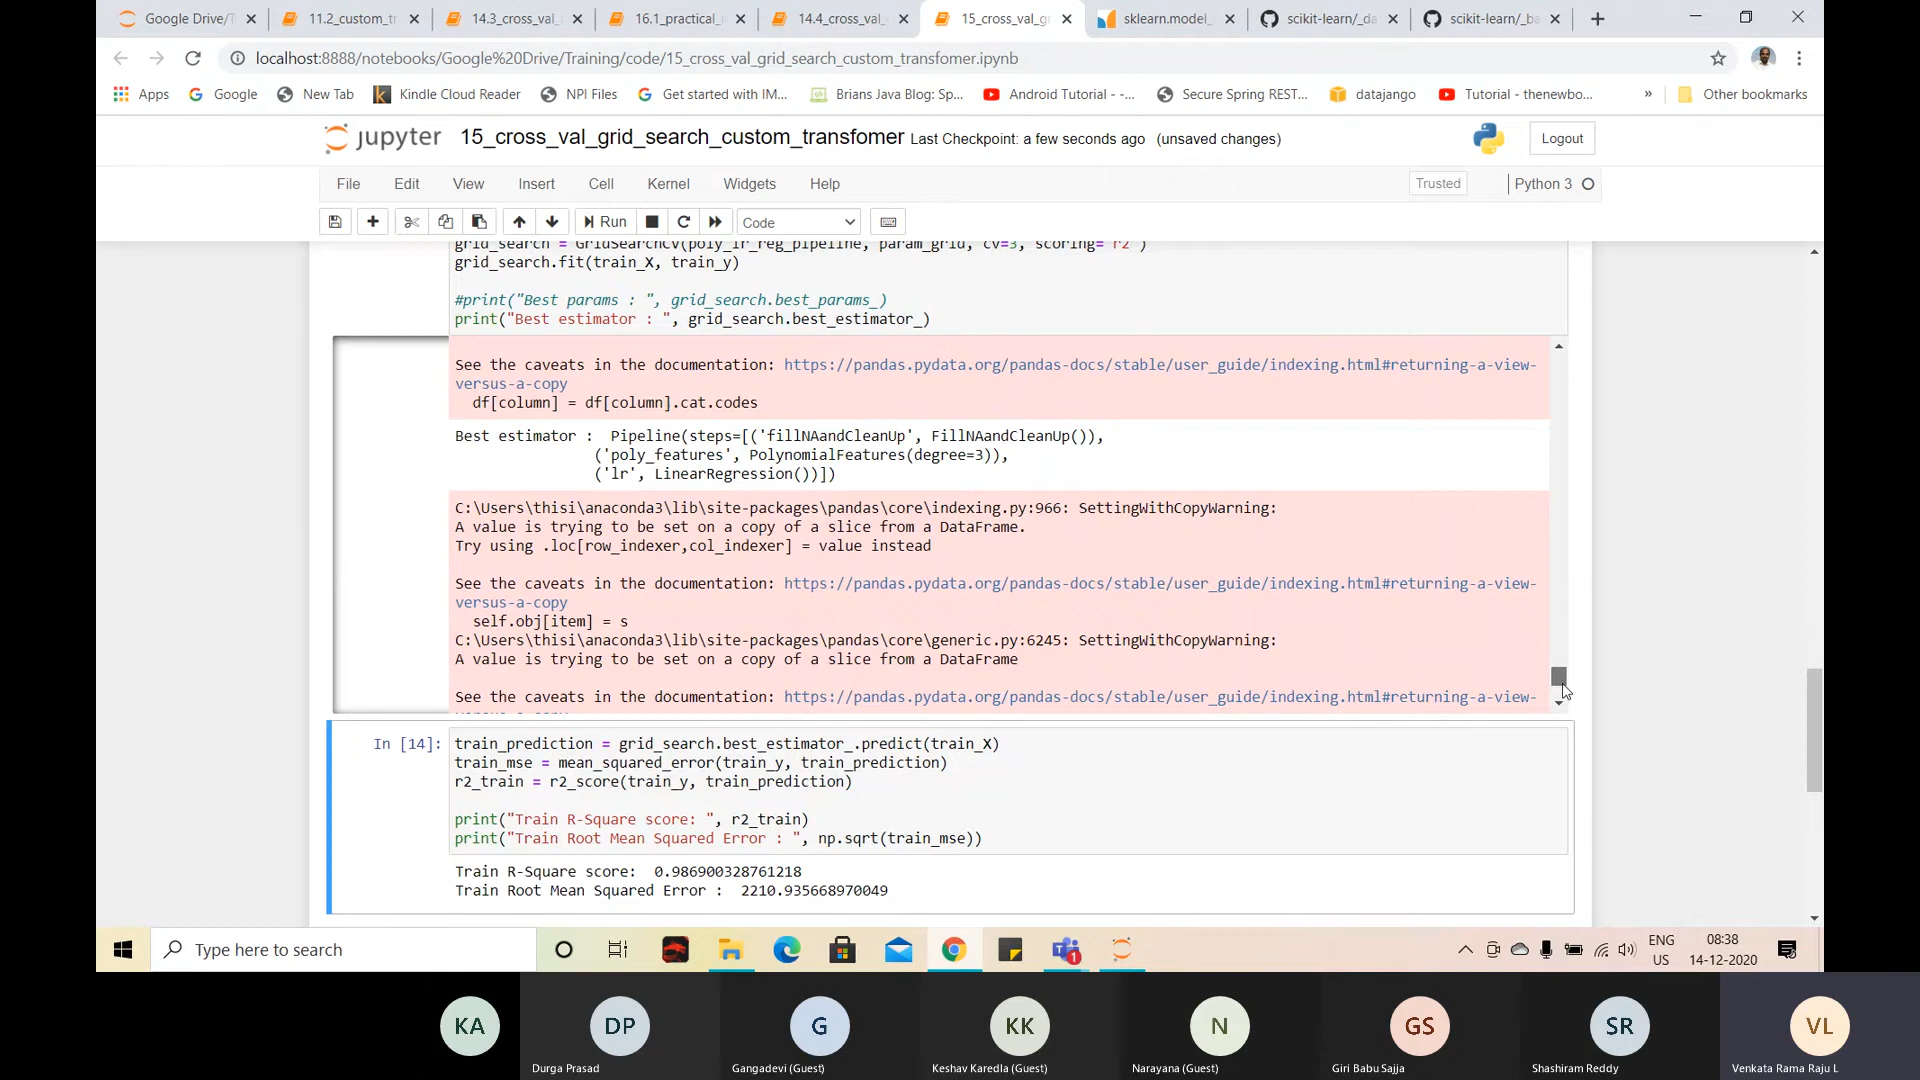 Google Drive/T
11.2_custom_tr
14.3_cross_val_
16.1_practical_
14.4_cross_val_
15_cross_val_gr
sklearn.model_
scikit-learn/_da
scikit-learn/_ba
localhost:8888/notebooks/Google%20Drive/Training/code/15_cross_val_grid_search_custom_transfomer.ipynb
Apps
Google
New Tab
Kindle Cloud Reader
NPI Files
Get started with IM...
Brians Java Blog: Sp...
Android Tutorial - -...
Secure Spring REST...
datajango
Tutorial - thenewbo...
»
Other bookmarks
jupyter
15_cross_val_grid_search_custom_transfomer
Last Checkpoint: a few seconds ago (unsaved changes)
Logout
File
Edit
View
Insert
Cell
Kernel
Widgets
Help
Trusted
Python 3
Run
Code
grid_search = GridSearchCV(poly_lr_reg_pipeline, param_grid, cv=3, scoring='r2')
grid_search.fit(train_X, train_y)
#print("Best params : ", grid_search.best_params_)
print("Best estimator : ", grid_search.best_estimator_)
See the caveats in the documentation: https://pandas.pydata.org/pandas-docs/stable/user_guide/indexing.html#returning-a-view-
versus-a-copy
df[column] = df[column].cat.codes
Best estimator :  Pipeline(steps=[('fillNAandCleanUp', FillNAandCleanUp()),
('poly_features', PolynomialFeatures(degree=3)),
('lr', LinearRegression())])
C:\Users\thisi\anaconda3\lib\site-packages\pandas\core\indexing.py:966: SettingWithCopyWarning:
A value is trying to be set on a copy of a slice from a DataFrame.
Try using .loc[row_indexer,col_indexer] = value instead
See the caveats in the documentation: https://pandas.pydata.org/pandas-docs/stable/user_guide/indexing.html#returning-a-view-
versus-a-copy
self.obj[item] = s
C:\Users\thisi\anaconda3\lib\site-packages\pandas\core\generic.py:6245: SettingWithCopyWarning:
A value is trying to be set on a copy of a slice from a DataFrame
See the caveats in the documentation: https://pandas.pydata.org/pandas-docs/stable/user_guide/indexing.html#returning-a-view-
In [14]:
train_prediction = grid_search.best_estimator_.predict(train_X)
train_mse = mean_squared_error(train_y, train_prediction)
r2_train = r2_score(train_y, train_prediction)
print("Train R-Square score: ", r2_train)
print("Train Root Mean Squared Error : ", np.sqrt(train_mse))
Train R-Square score:  0.986900328761218
Train Root Mean Squared Error :  2210.935668970049
Type here to search
1
ENG
US
08:38
14-12-2020
KA
DP
G
KK
N
GS
SR
VL
Durga Prasad
Gangadevi (Guest)
Keshav Karedla (Guest)
Narayana (Guest)
Giri Babu Sajja
Shashiram Reddy
Venkata Rama Raju L